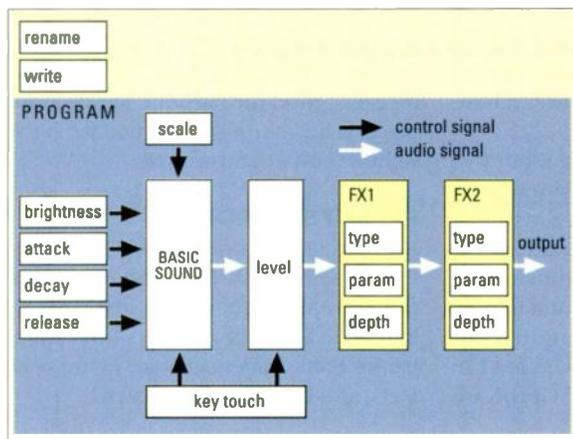 rename
write
PROGRAM
scale
control signal
audio signal
brightness
attack
decay
release
BASIC
SOUND
level
FX1
type
param
depth
FX2
type
param
depth
output
key touch